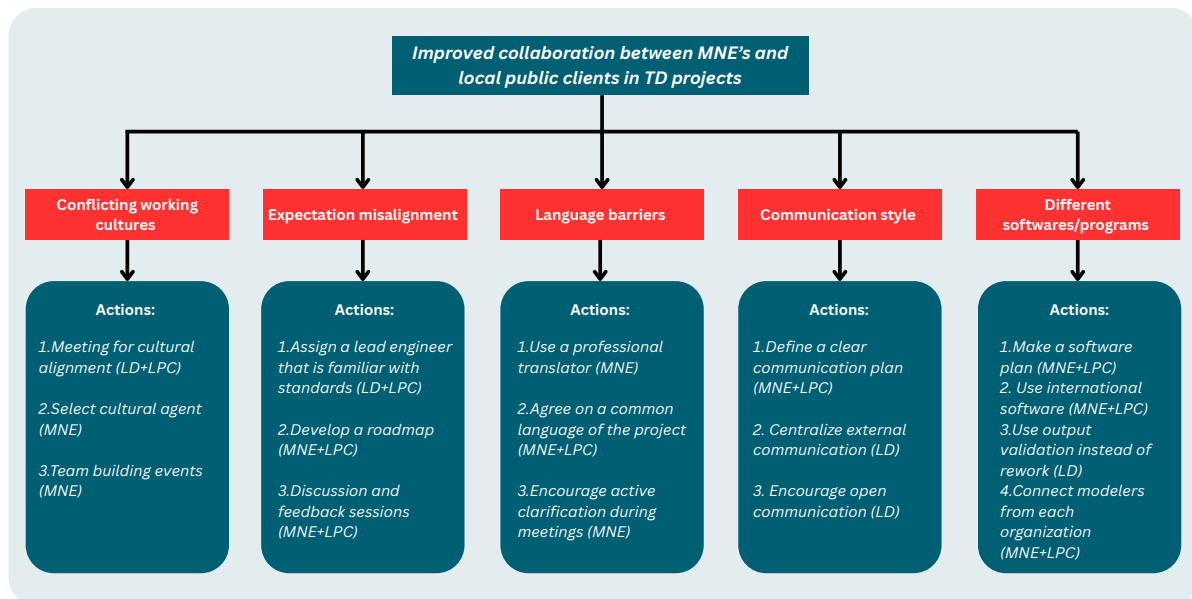 Improved collaboration between MNE's and
local public clients in TD projects
Conflicting working
cultures
Expectation misalignment
Language barriers
Communication style
Different
softwares/programs
Actions:
1.Meeting for cultural
alignment (LD+LPC)
2.Select cultural agent
(MNE)
3.Team building events
(MNE)
Actions:
1.Assign a lead engineer
that is familiar with
standards (LD+LPC)
2.Develop a roadmap
(MNE+LPC)
3.Discussion and
feedback sessions
(MNE+LPC)
Actions:
1.Use a professional
translator (MNE)
2.Agree on a common
language of the project
(MNE+LPC)
3.Encourage active
clarification during
meetings (MNE)
Actions:
1.Define a clear
communication plan
(MNE+LPC)
2. Centralize external
communication (LD)
3. Encourage open
communication (LD)
Actions:
1.Make a software
plan (MNE+LPC)
2. Use international
software (MNE+LPC)
3.Use output
validation instead of
rework (LD)
4.Connect modelers
from each
organization
(MNE+LPC)